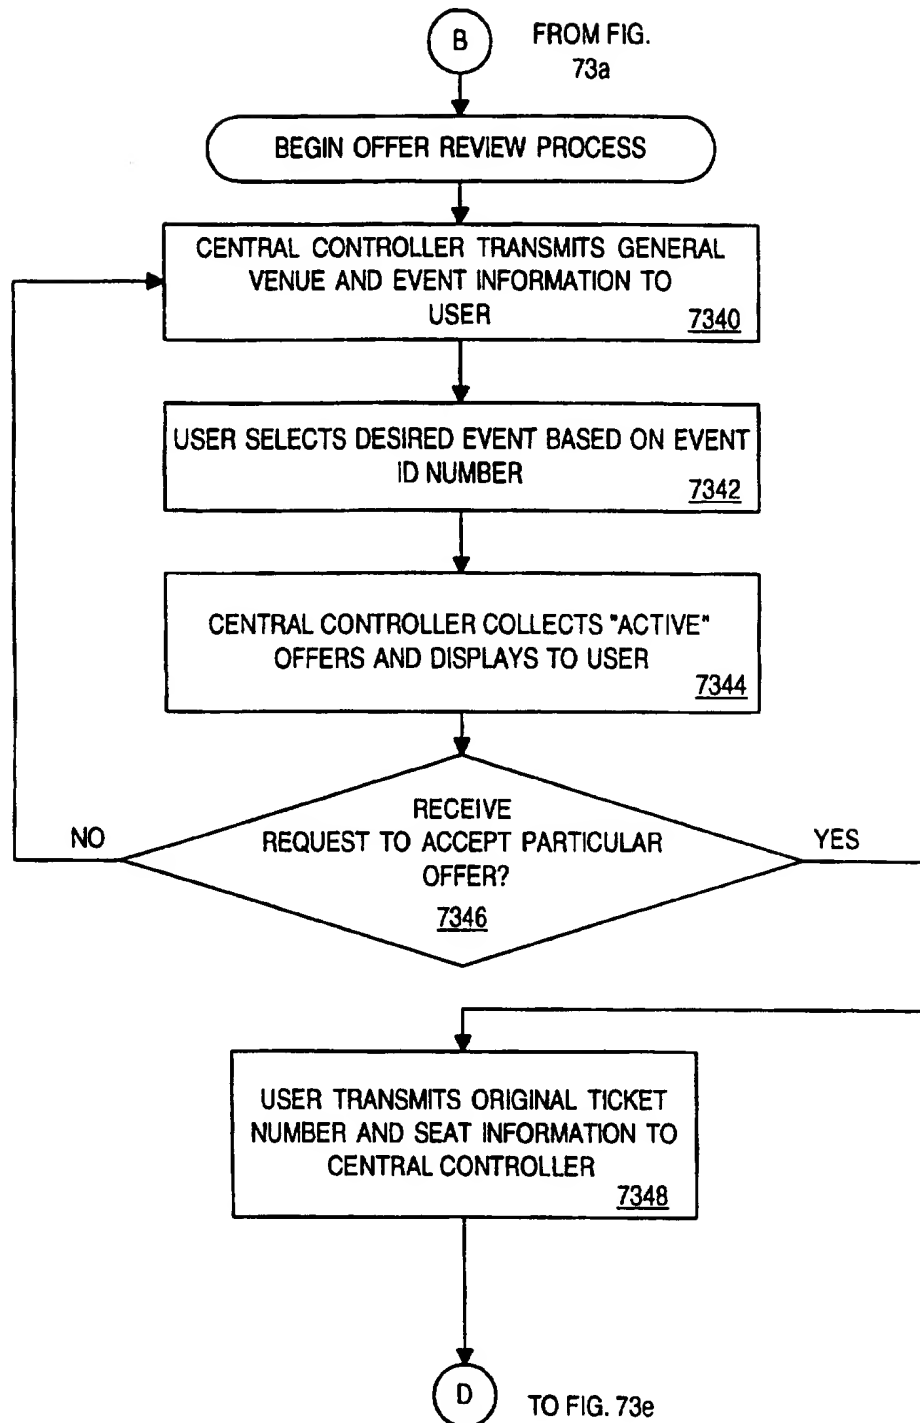 B
FROM FIG.
73a
BEGIN OFFER REVIEW PROCESS
CENTRAL CONTROLLER TRANSMITS GENERAL
VENUE AND EVENT INFORMATION TO
USER
7340
USER SELECTS DESIRED EVENT BASED ON EVENT
ID NUMBER
7342
CENTRAL CONTROLLER COLLECTS "ACTIVE"
OFFERS AND DISPLAYS TO USER
7344
RECEIVE
NO
REQUEST TO ACCEPT PARTICULAR
YES
OFFER?
7346
USER TRANSMITS ORIGINAL TICKET
NUMBER AND SEAT INFORMATION TO
CENTRAL CONTROLLER
7348
D
TO FIG. 73e